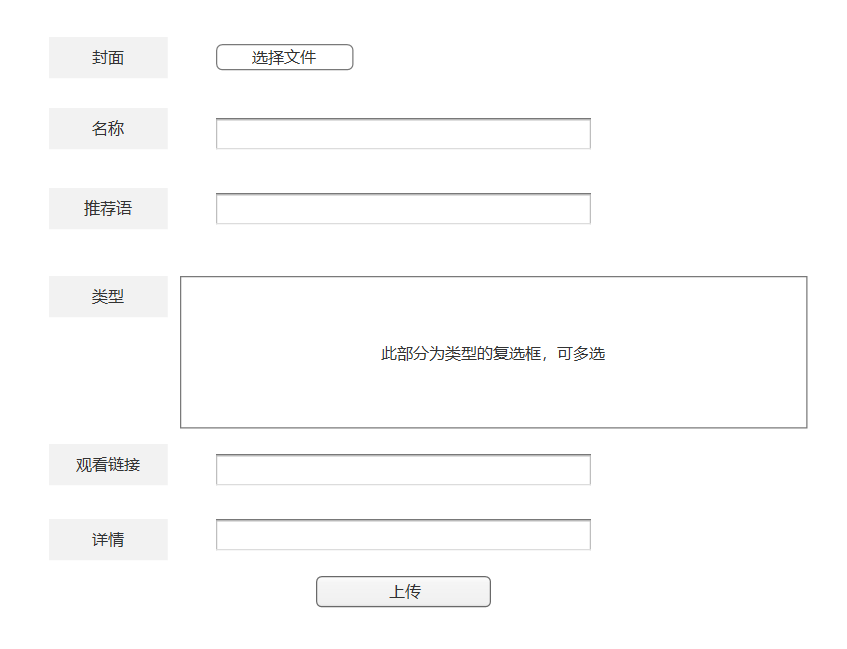 封面
选择文件
名称
推荐语
类型
此部分为类型的复选框，可多选
观看链接
详情
上传